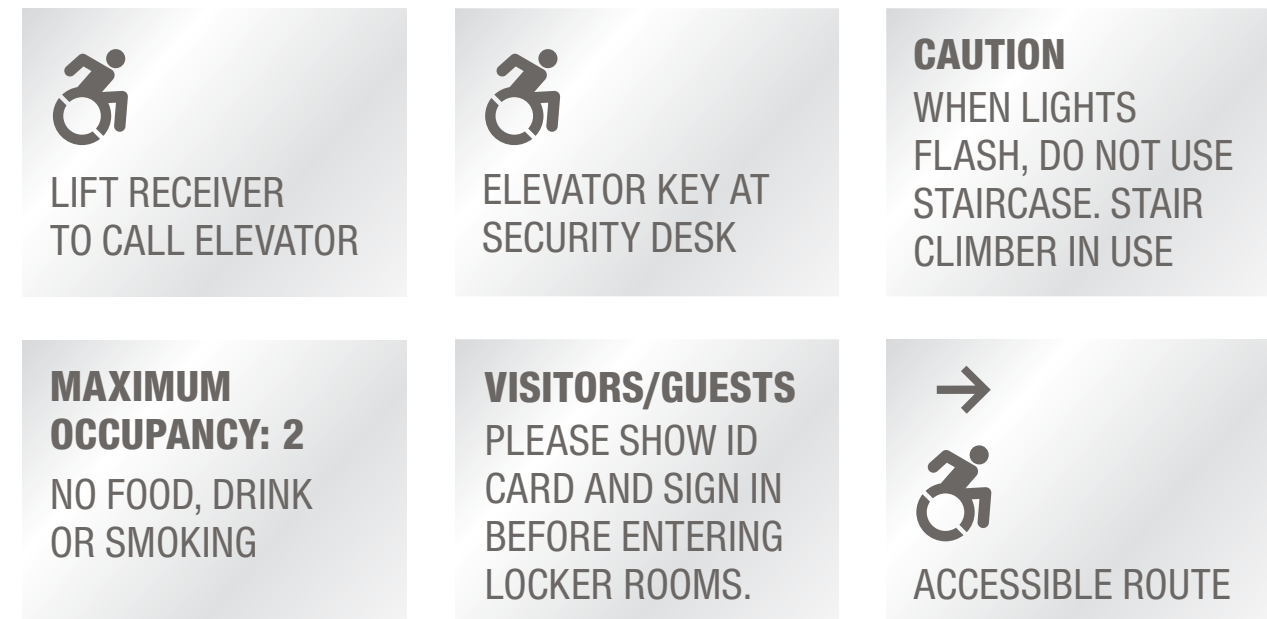 LIFT RECEIVER
TO CALL ELEVATOR
ELEVATOR KEY AT
SECURITY DESK
CAUTION
WHEN LIGHTS
FLASH, DO NOT USE
STAIRCASE. STAIR
CLIMBER IN USE
MAXIMUM
OCCUPANCY: 2
NO FOOD, DRINK
OR SMOKING
VISITORS/GUESTS
PLEASE SHOW ID
CARD AND SIGN IN
BEFORE ENTERING
LOCKER ROOMS.
ACCESSIBLE ROUTE